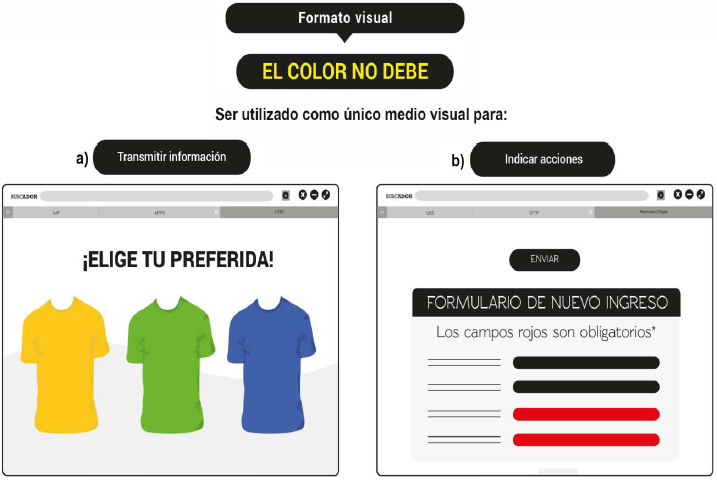 Formato visual
EL COLOR NO DEBE
Ser utilizado como único medio visual para:
a) Transmitir información
b) Indicar acciones
BUSCADOR
¡ELIGE TU PREFERIDA!
BUSCADOR
ENVIAR
FORMULARIO DE NUEVO INGRESO
Los campos rojos son obligatorios*